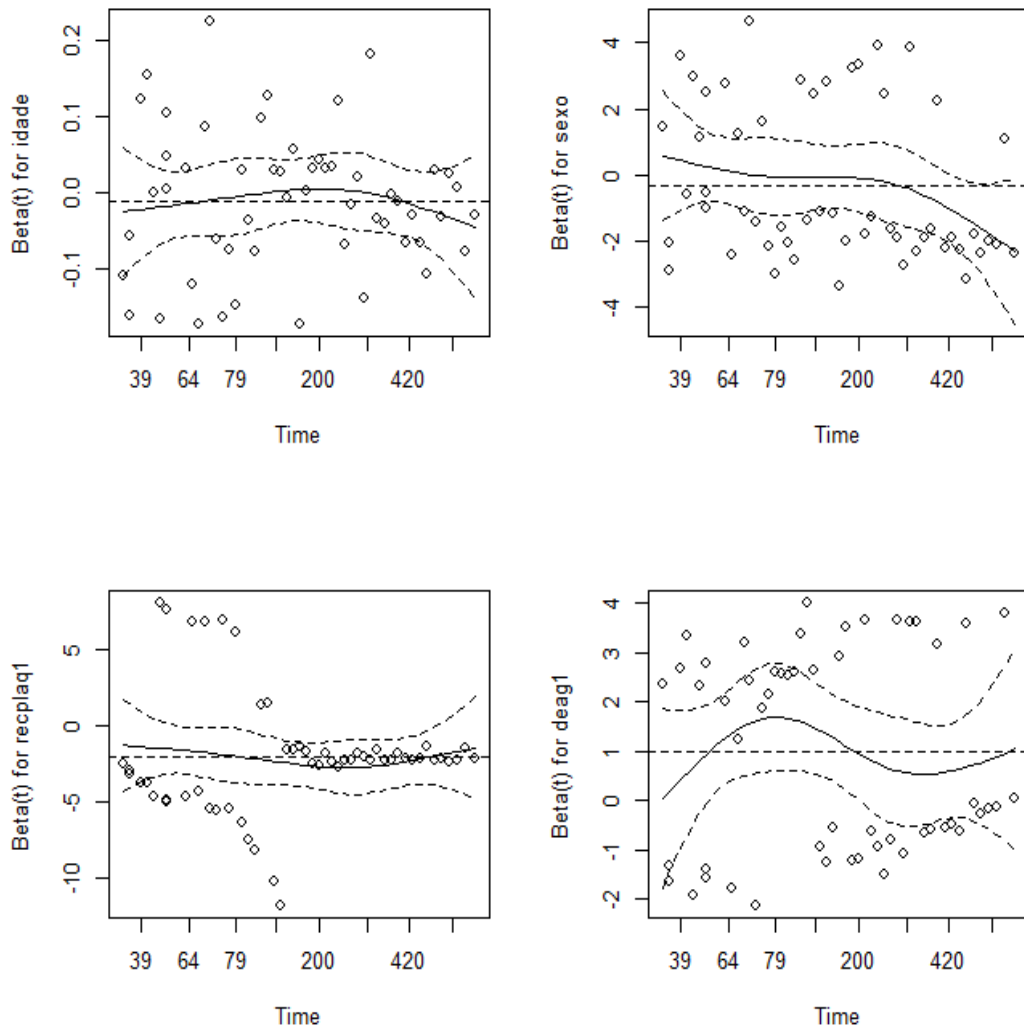 Beta(t) for idade
0.2
0.1
0.0
-0.1
39 64 79 200 420
Time
Beta(t) for sexo
4
2
0
-2
-4
39 64 79 200 420
Time
Beta(t) for recplaq1
5
0
-5
-10
39 64 79 200 420
Time
Beta(t) for deag1
4
3
2
1
0
-1
-2
39 64 79 200 420
Time